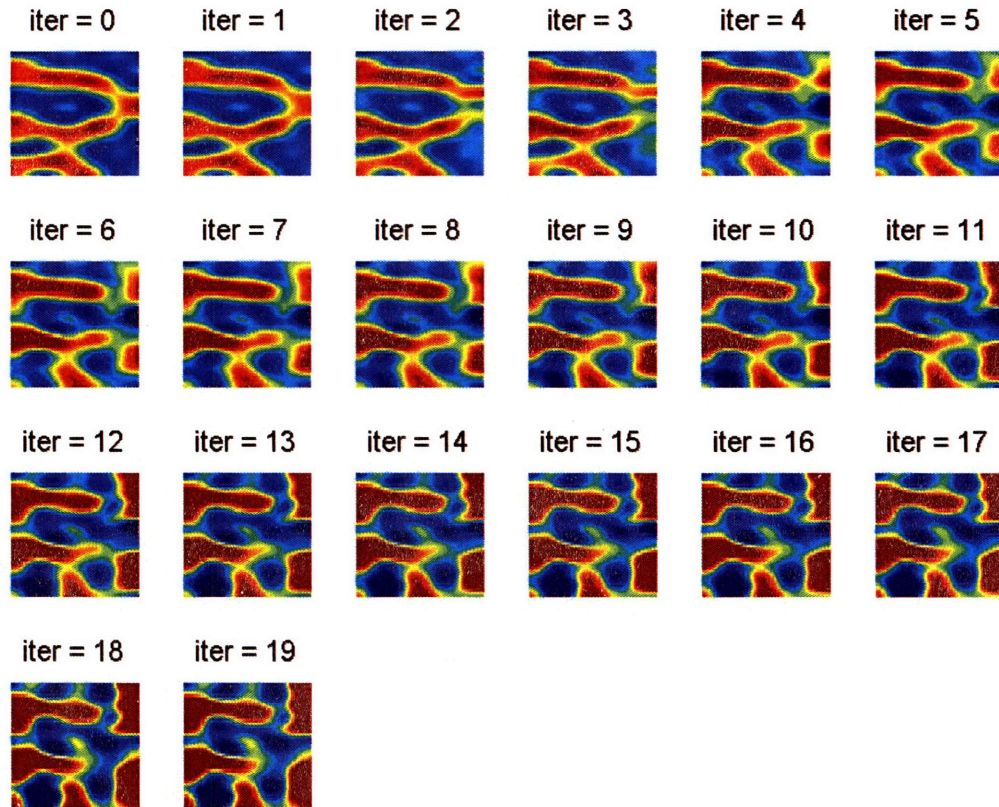 iter = 0 iter = 1 iter = 2 iter = 3 iter = 4 iter = 5
iter = 6 iter = 7 iter = 8 iter = 9 iter = 10 iter = 11
iter = 12 iter = 13 iter = 14 iter = 15 iter = 16 iter = 17
iter = 18 iter = 19